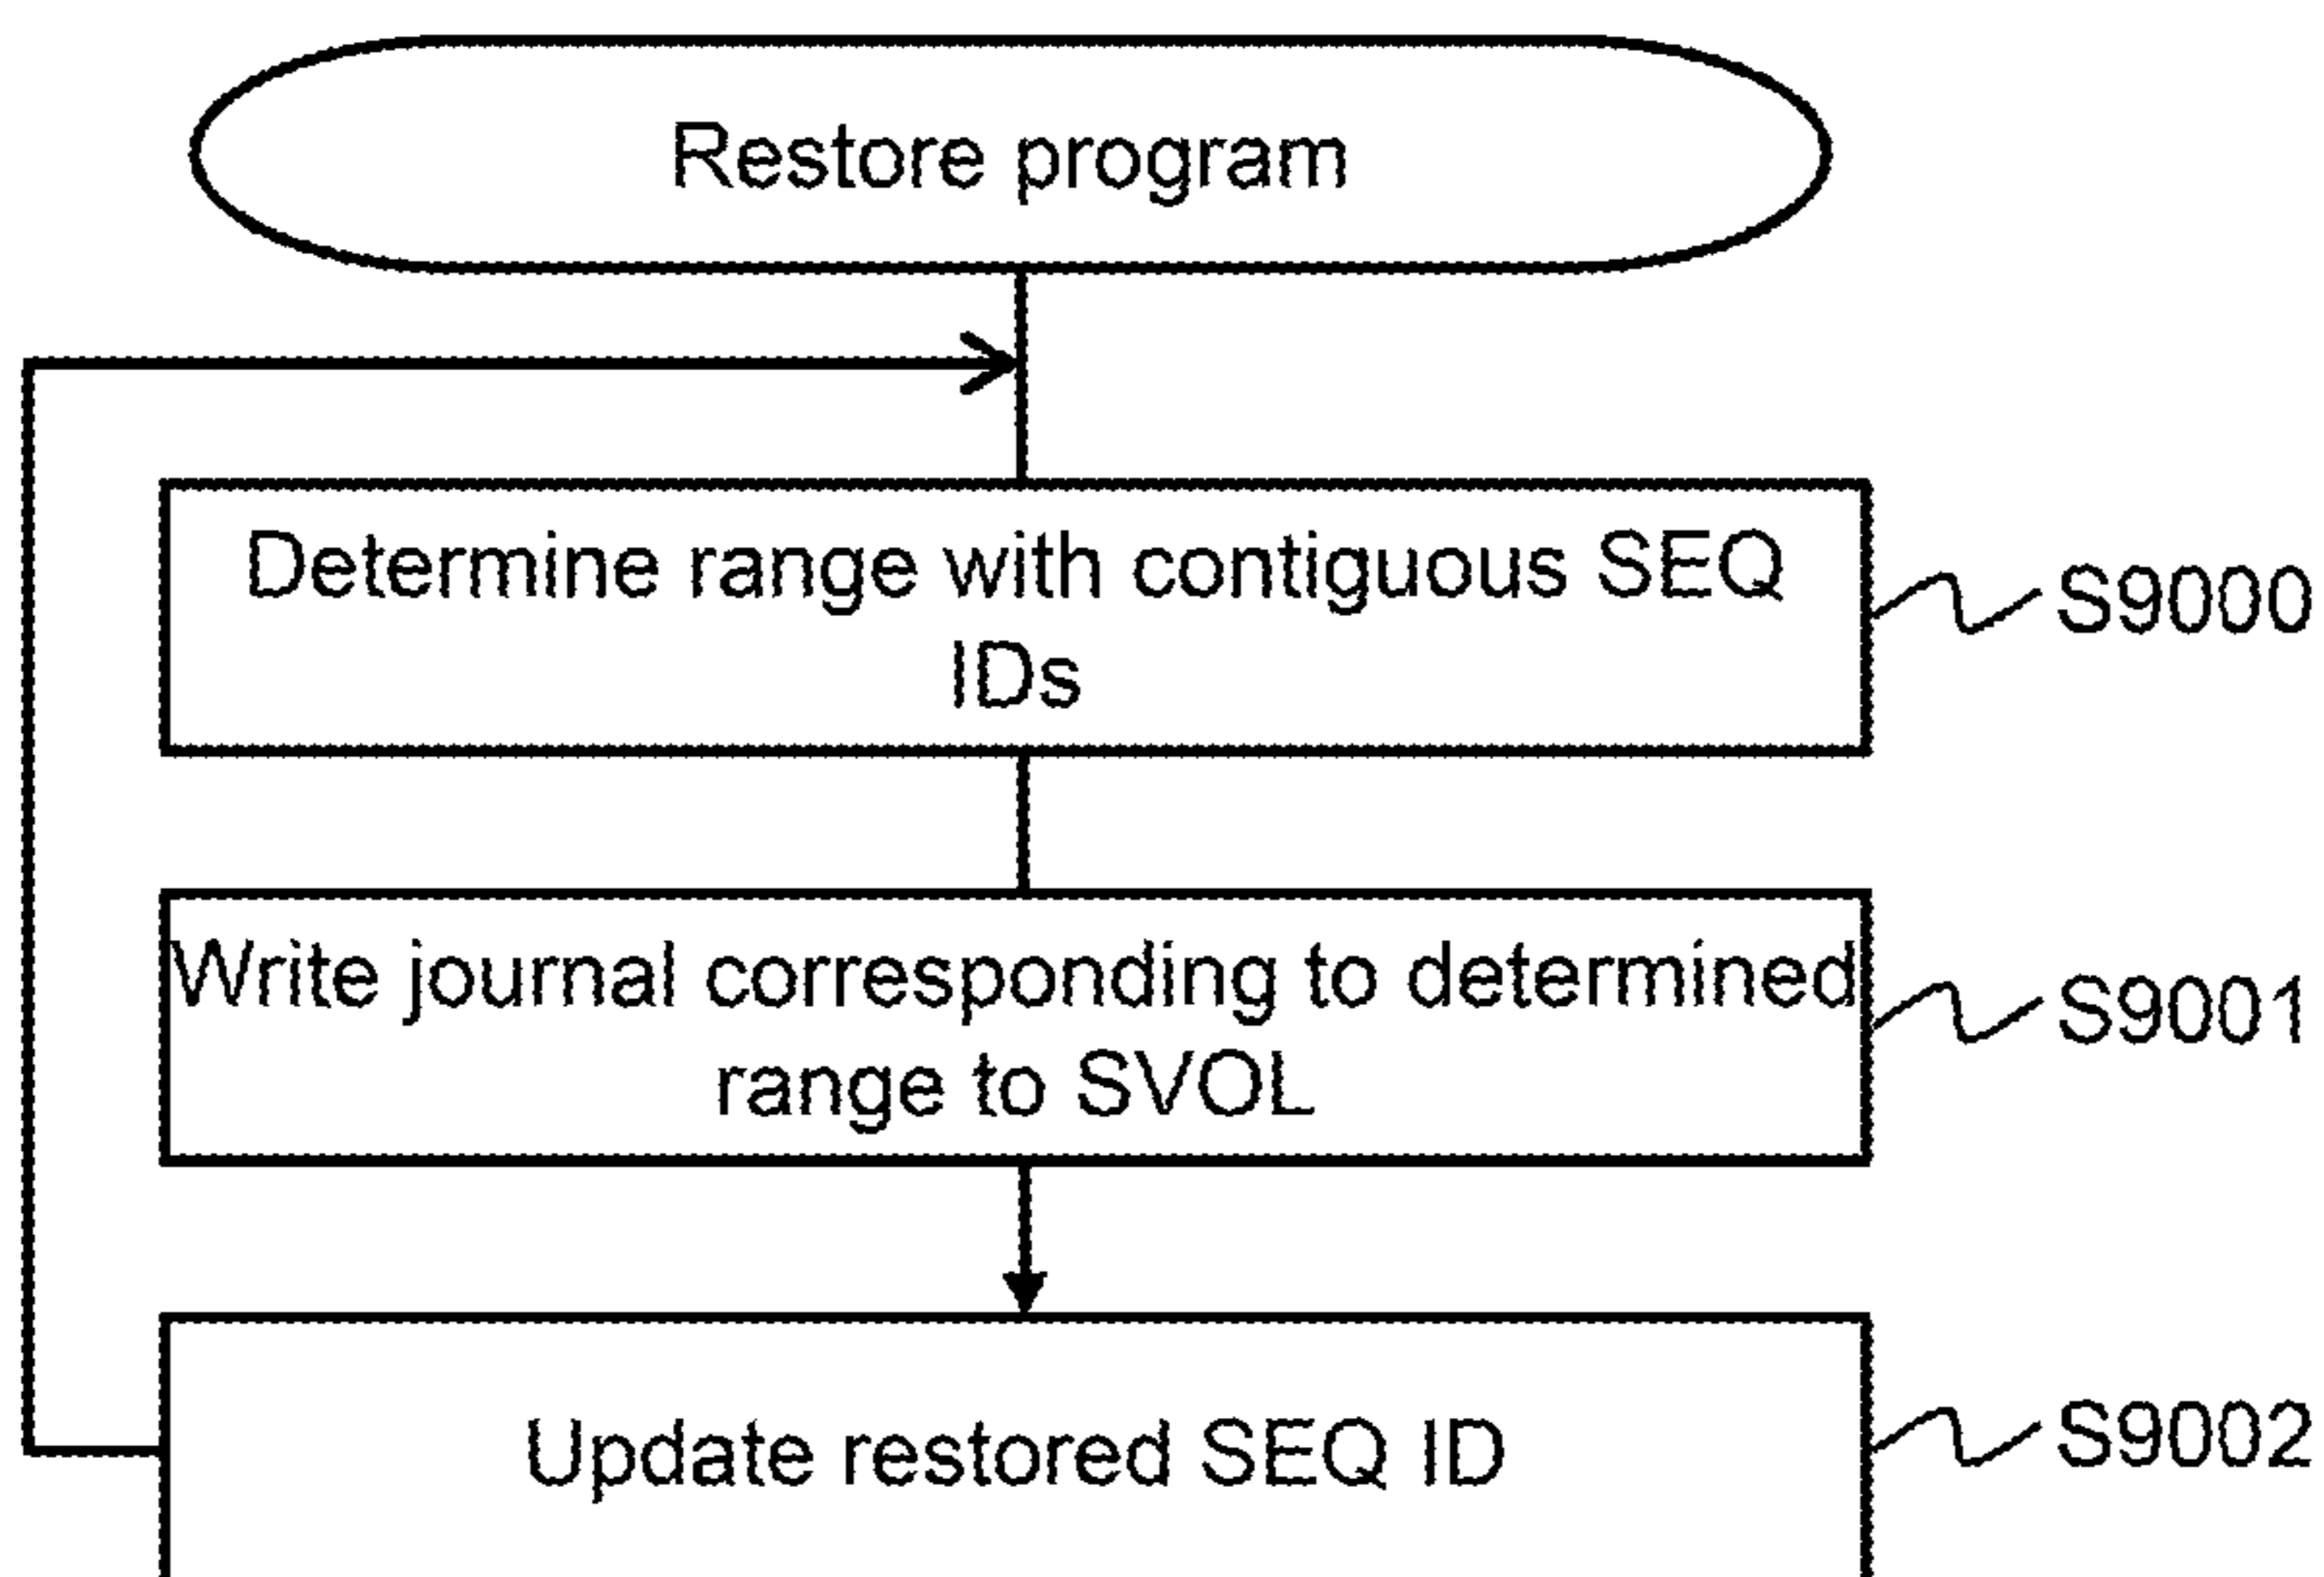 Restore program
Determine range with contiguous SEQ
IDs
S9000
Write journal corresponding to determined
range to SVOL
S9001
Update restored SEQ ID
S9002